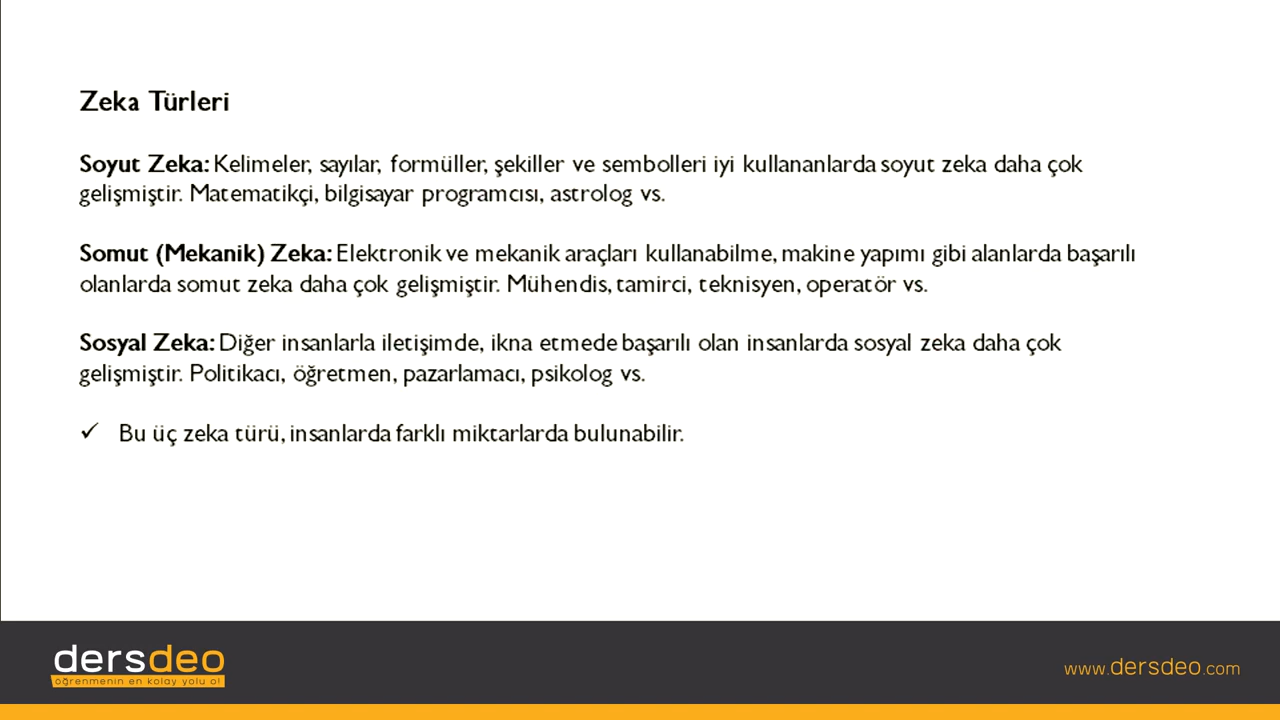 Zeka Türleri
Soyut Zeka: Kelimeler, sayılar, formüller, şekiller ve sembolleri iyi kullananlarda soyut zeka daha çok
gelişmiştir. Matematikçi, bilgisayar programcısı, astrolog vs.
Somut (Mekanik) Zeka: Elektronik ve mekanik araçları kullanabilme, makine yapımı gibi alanlarda başarılı
olanlarda somut zeka daha çok gelişmiştir. Mühendis, tamirci, teknisyen, operatör vs.
Sosyal Zeka: Diğer insanlarla iletişimde, ikna etmede başarılı olan insanlarda sosyal zeka daha çok
gelişmiştir. Politikacı, öğretmen, pazarlamacı, psikolog vs.
✓ Bu üç zeka türü, insanlarda farklı miktarlarda bulunabilir.
dersdeo
öğrenmenin en kolay yolu o!
www.dersdeo.com